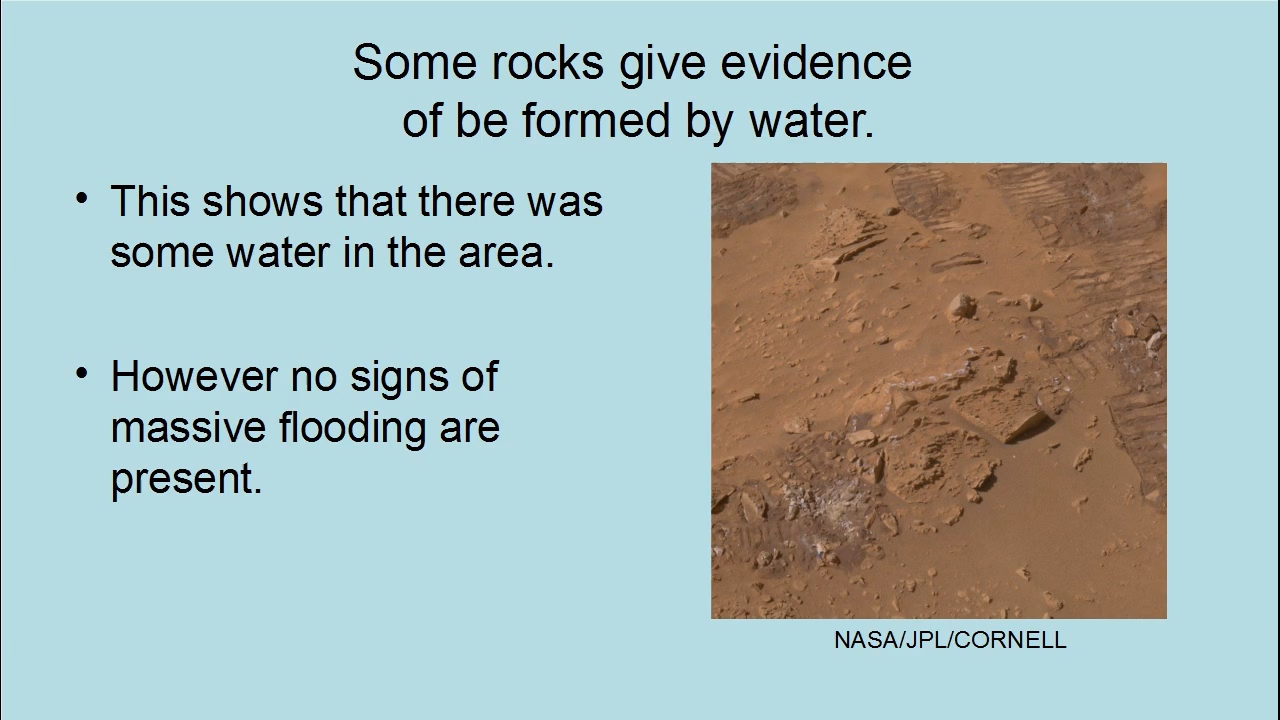 Some rocks give evidence
of be formed by water.
• This shows that there was
some water in the area.
• However no signs of
massive flooding are
present.
NASA/JPL/CORNELL